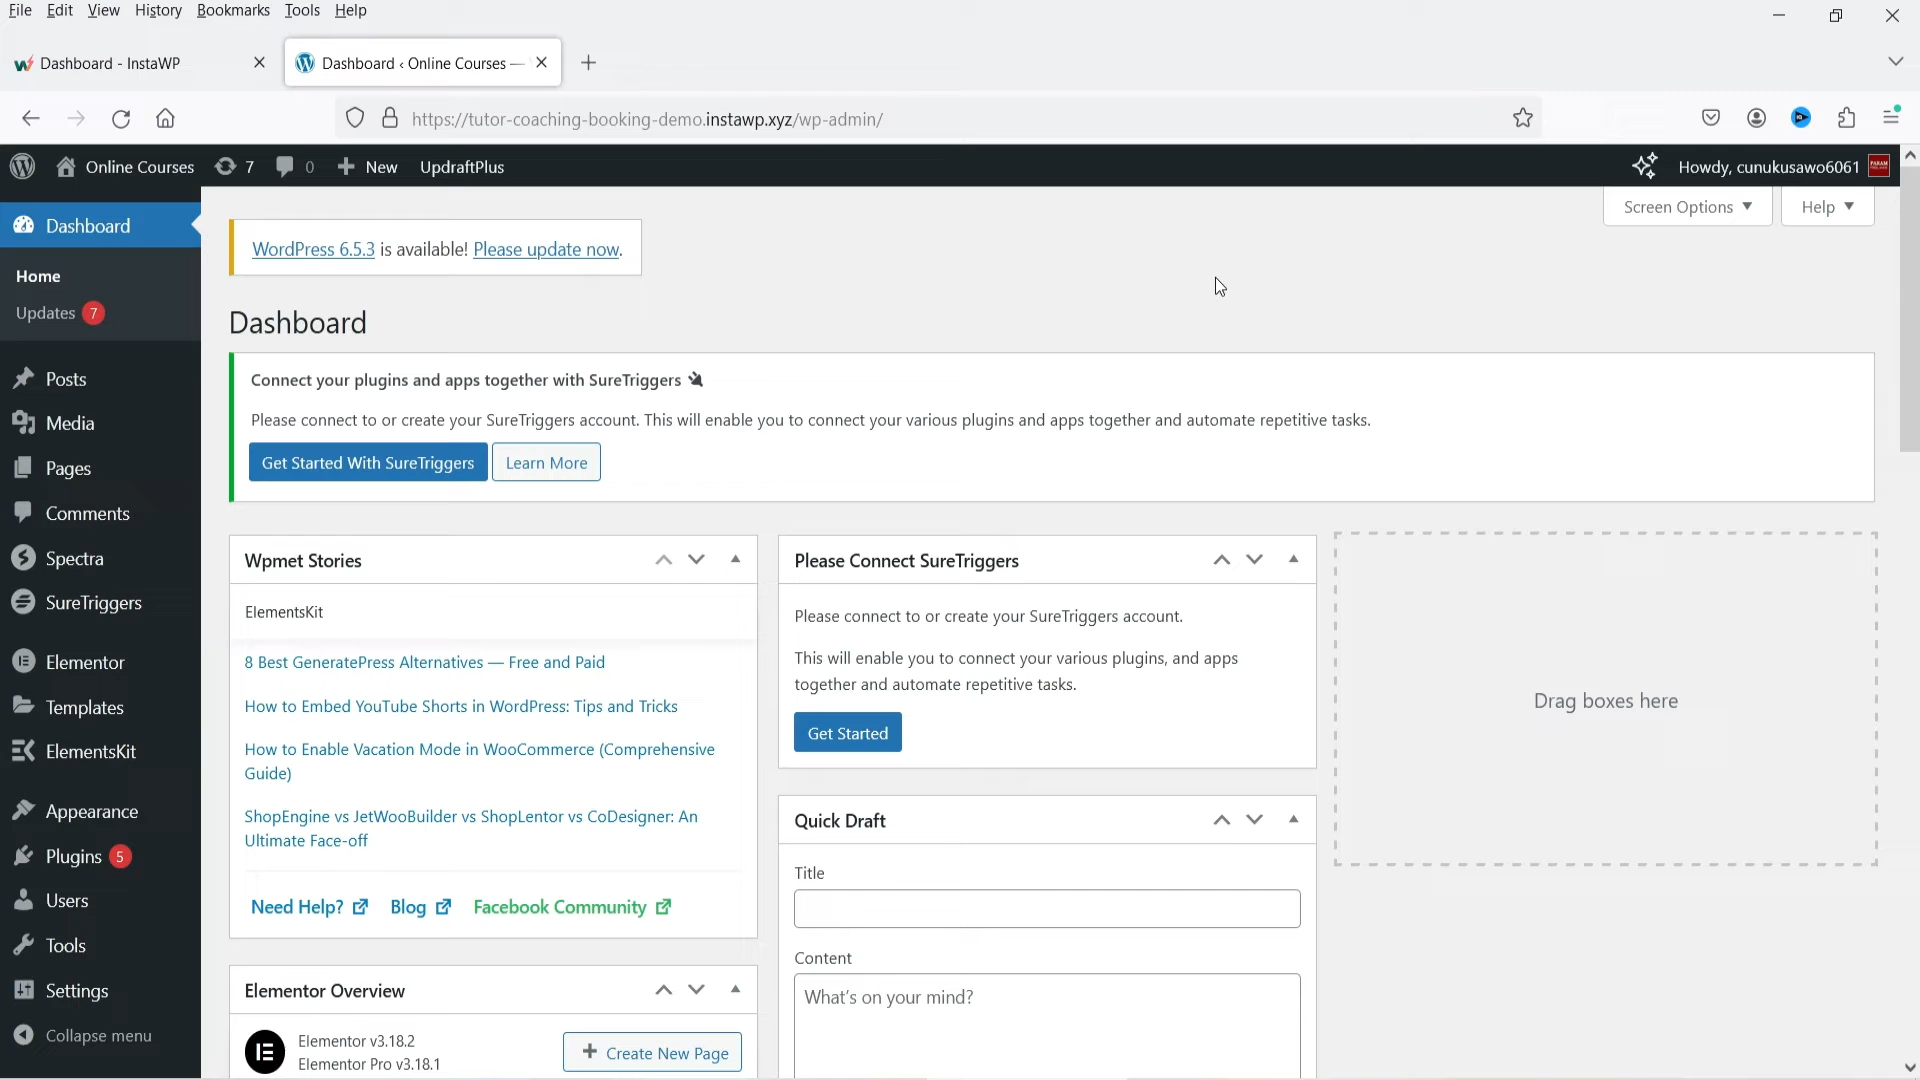 File Edit View History Bookmarks Tools Help
Dashboard - InstaWP
Dashboard ‹ Online Courses —
https://tutor-coaching-booking-demo.instawp.xyz/wp-admin/
Online Courses 7 0 New UpdraftPlus
Howdy, cunukusawo6061
Screen Options Help
Dashboard
Home
Updates 7
Posts
Media
Pages
Comments
Spectra
SureTriggers
Elementor
Templates
ElementsKit
Appearance
Plugins 5
Users
Tools
Settings
Collapse menu
WordPress 6.5.3 is available! Please update now.
Dashboard
Connect your plugins and apps together with SureTriggers
Please connect to or create your SureTriggers account. This will enable you to connect your various plugins and apps together and automate repetitive tasks.
Get Started With SureTriggers Learn More
Wpmet Stories
ElementsKit
8 Best GeneratePress Alternatives — Free and Paid
How to Embed YouTube Shorts in WordPress: Tips and Tricks
How to Enable Vacation Mode in WooCommerce (Comprehensive
Guide)
ShopEngine vs JetWooBuilder vs ShopLentor vs CoDesigner: An
Ultimate Face-off
Need Help? Blog Facebook Community
Elementor Overview
Elementor v3.18.2
Elementor Pro v3.18.1
+ Create New Page
Please Connect SureTriggers
Please connect to or create your SureTriggers account.
This will enable you to connect your various plugins, and apps
together and automate repetitive tasks.
Get Started
Quick Draft
Title
Content
What's on your mind?
Drag boxes here